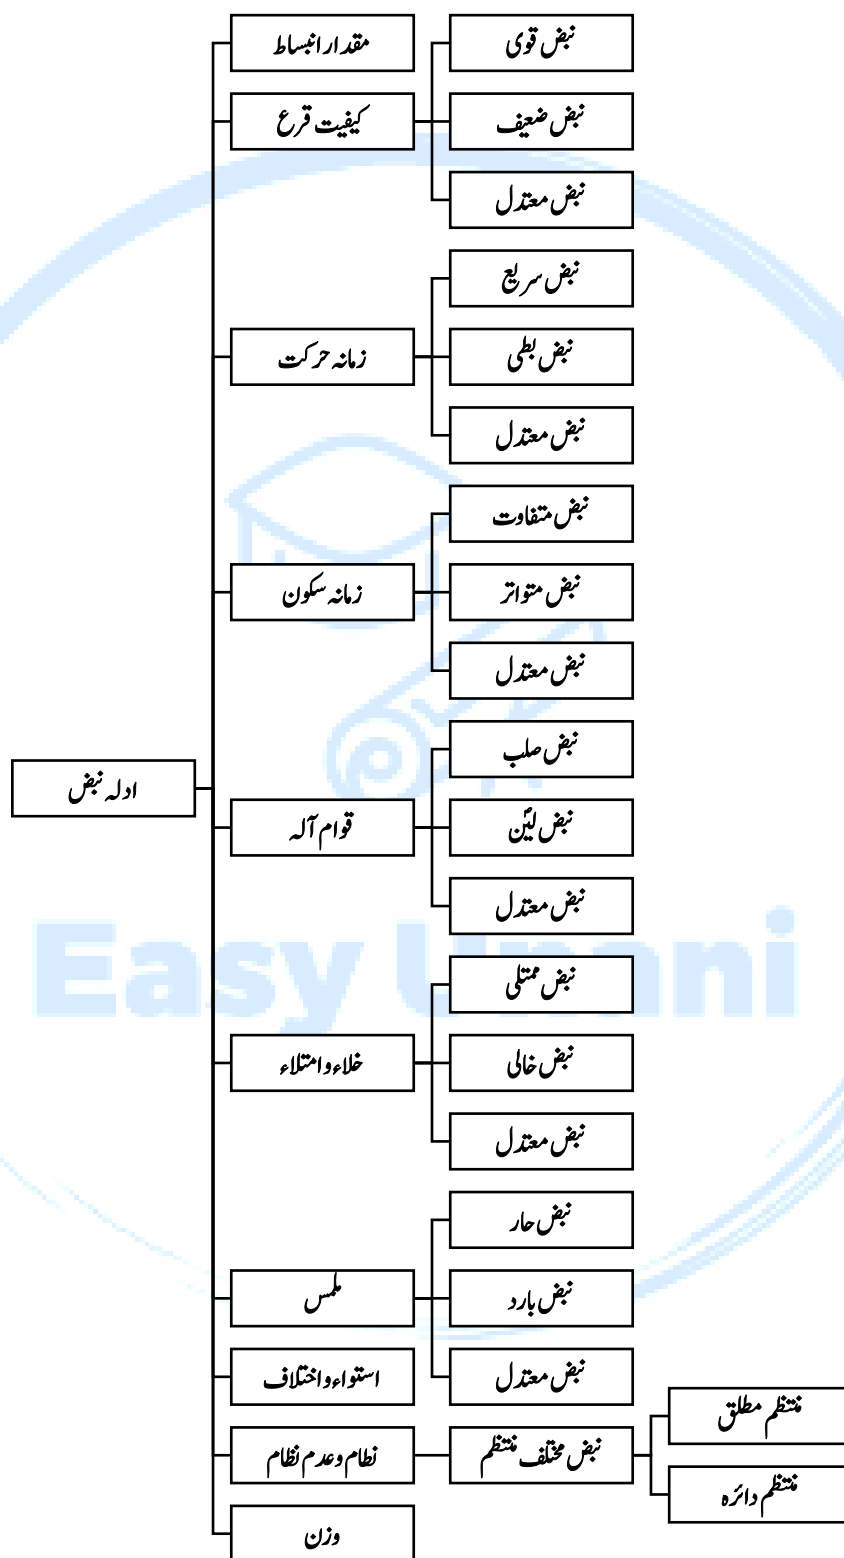 ادلہ نبض
مقدار انبساط
کیفیت قرع
نبض قوی
نبض ضعیف
نبض معتدل
زمانہ حرکت
نبض سریع
نبض بطی
نبض معتدل
زمانہ سکون
نبض متفاوت
نبض متواتر
نبض معتدل
قوام آلہ
نبض صلب
نبض لیّن
نبض معتدل
خلاء و امتلاء
نبض ممتلی
نبض خالی
نبض معتدل
ملمس
نبض حار
نبض بارد
نبض معتدل
استواء و اختلاف
نظام و عدم نظام
نبض مختلف منتظم
منتظم مطلق
منتظم دائرہ
وزن
Easy Unani